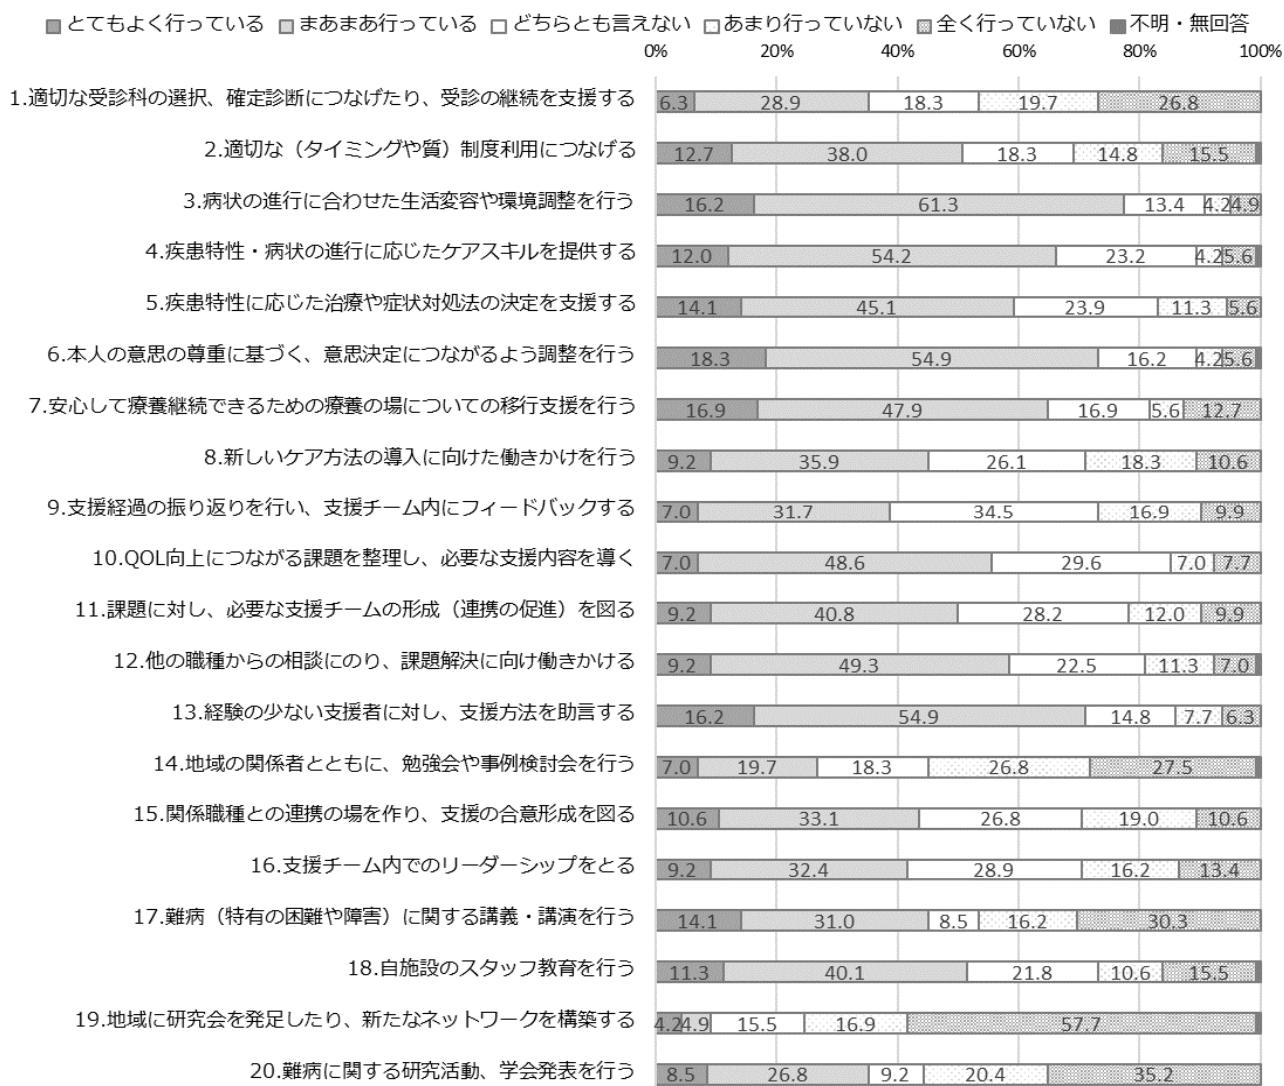 とてもよく行っている まあまあ行っている どちらとも言えない あまり行っていない 全く行っていない 不明・無回答
0% 20% 40% 60% 80% 100%
1.適切な受診科の選択、確定診断につなげたり、受診の継続を支援する 6.3 28.9 18.3 19.7 26.8
2.適切な（タイミングや質）制度利用につなげる 12.7 38.0 18.3 14.8 15.5
3.病状の進行に合わせた生活変容や環境調整を行う 16.2 61.3 13.4 4.2 4.9
4.疾患特性・病状の進行に応じたケアスキルを提供する 12.0 54.2 23.2 4.2 5.6
5.疾患特性に応じた治療や症状対処法の決定を支援する 14.1 45.1 23.9 11.3 5.6
6.本人の意思の尊重に基づく、意思決定につながるよう調整を行う 18.3 54.9 16.2 4.2 5.6
7.安心して療養継続できるための療養の場についての移行支援を行う 16.9 47.9 16.9 5.6 12.7
8.新しいケア方法の導入に向けた働きかけを行う 9.2 35.9 26.1 18.3 10.6
9.支援経過の振り返りを行い、支援チーム内にフィードバックする 7.0 31.7 34.5 16.9 9.9
10.QOL向上につながる課題を整理し、必要な支援内容を導く 7.0 48.6 29.6 7.0 7.7
11.課題に対し、必要な支援チームの形成（連携の促進）を図る 9.2 40.8 28.2 12.0 9.9
12.他の職種からの相談にのり、課題解決に向け働きかける 9.2 49.3 22.5 11.3 7.0
13.経験の少ない支援者に対し、支援方法を助言する 16.2 54.9 14.8 7.7 6.3
14.地域の関係者とともに、勉強会や事例検討会を行う 7.0 19.7 18.3 26.8 27.5
15.関係職種との連携の場を作り、支援の合意形成を図る 10.6 33.1 26.8 19.0 10.6
16.支援チーム内でのリーダーシップをとる 9.2 32.4 28.9 16.2 13.4
17.難病（特有の困難や障害）に関する講義・講演を行う 14.1 31.0 8.5 16.2 30.3
18.自施設のスタッフ教育を行う 11.3 40.1 21.8 10.6 15.5
19.地域に研究会を発足したり、新たなネットワークを構築する 4.2 4.9 15.5 16.9 57.7
20.難病に関する研究活動、学会発表を行う 8.5 26.8 9.2 20.4 35.2